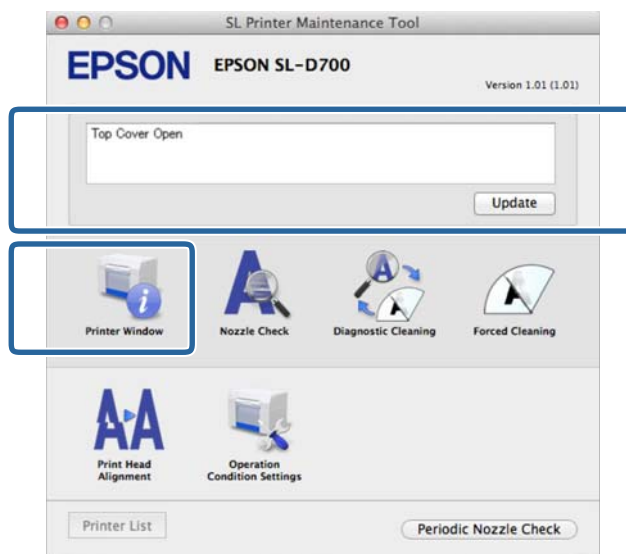 SL Printer Maintenance Tool
EPSON EPSON SL-D700
Version 1.01 (1.01)
Top Cover Open
Update
Printer Window Nozzle Check Diagnostic Cleaning Forced Cleaning
Print Head Operation
Alignment Condition Settings
Printer List Periodic Nozzle Check